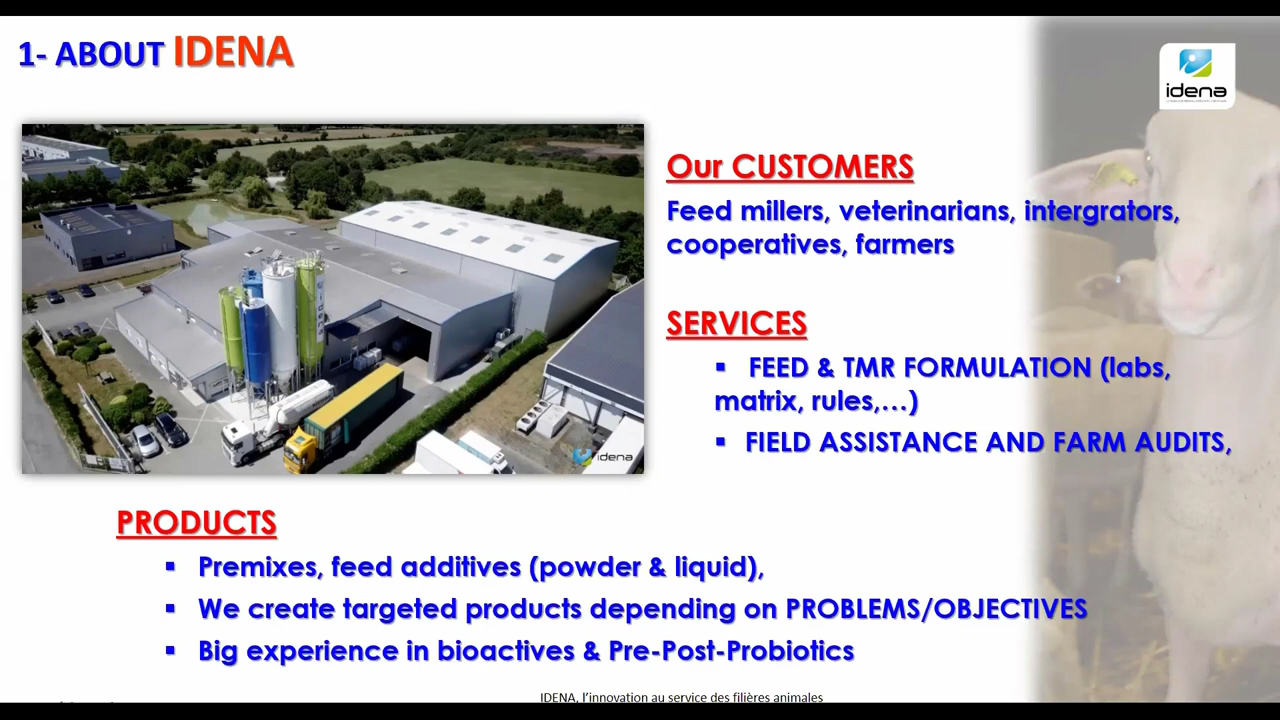 1- ABOUT IDENA
idena
Our CUSTOMERS
Feed millers, veterinarians, intergrators,
cooperatives, farmers
SERVICES
▪ FEED & TMR FORMULATION (labs,
matrix, rules,…)
▪ FIELD ASSISTANCE AND FARM AUDITS,
idena
PRODUCTS
▪ Premixes, feed additives (powder & liquid),
▪ We create targeted products depending on PROBLEMS/OBJECTIVES
▪ Big experience in bioactives & Pre-Post-Probiotics
IDENA, l’innovation au service des filières animales